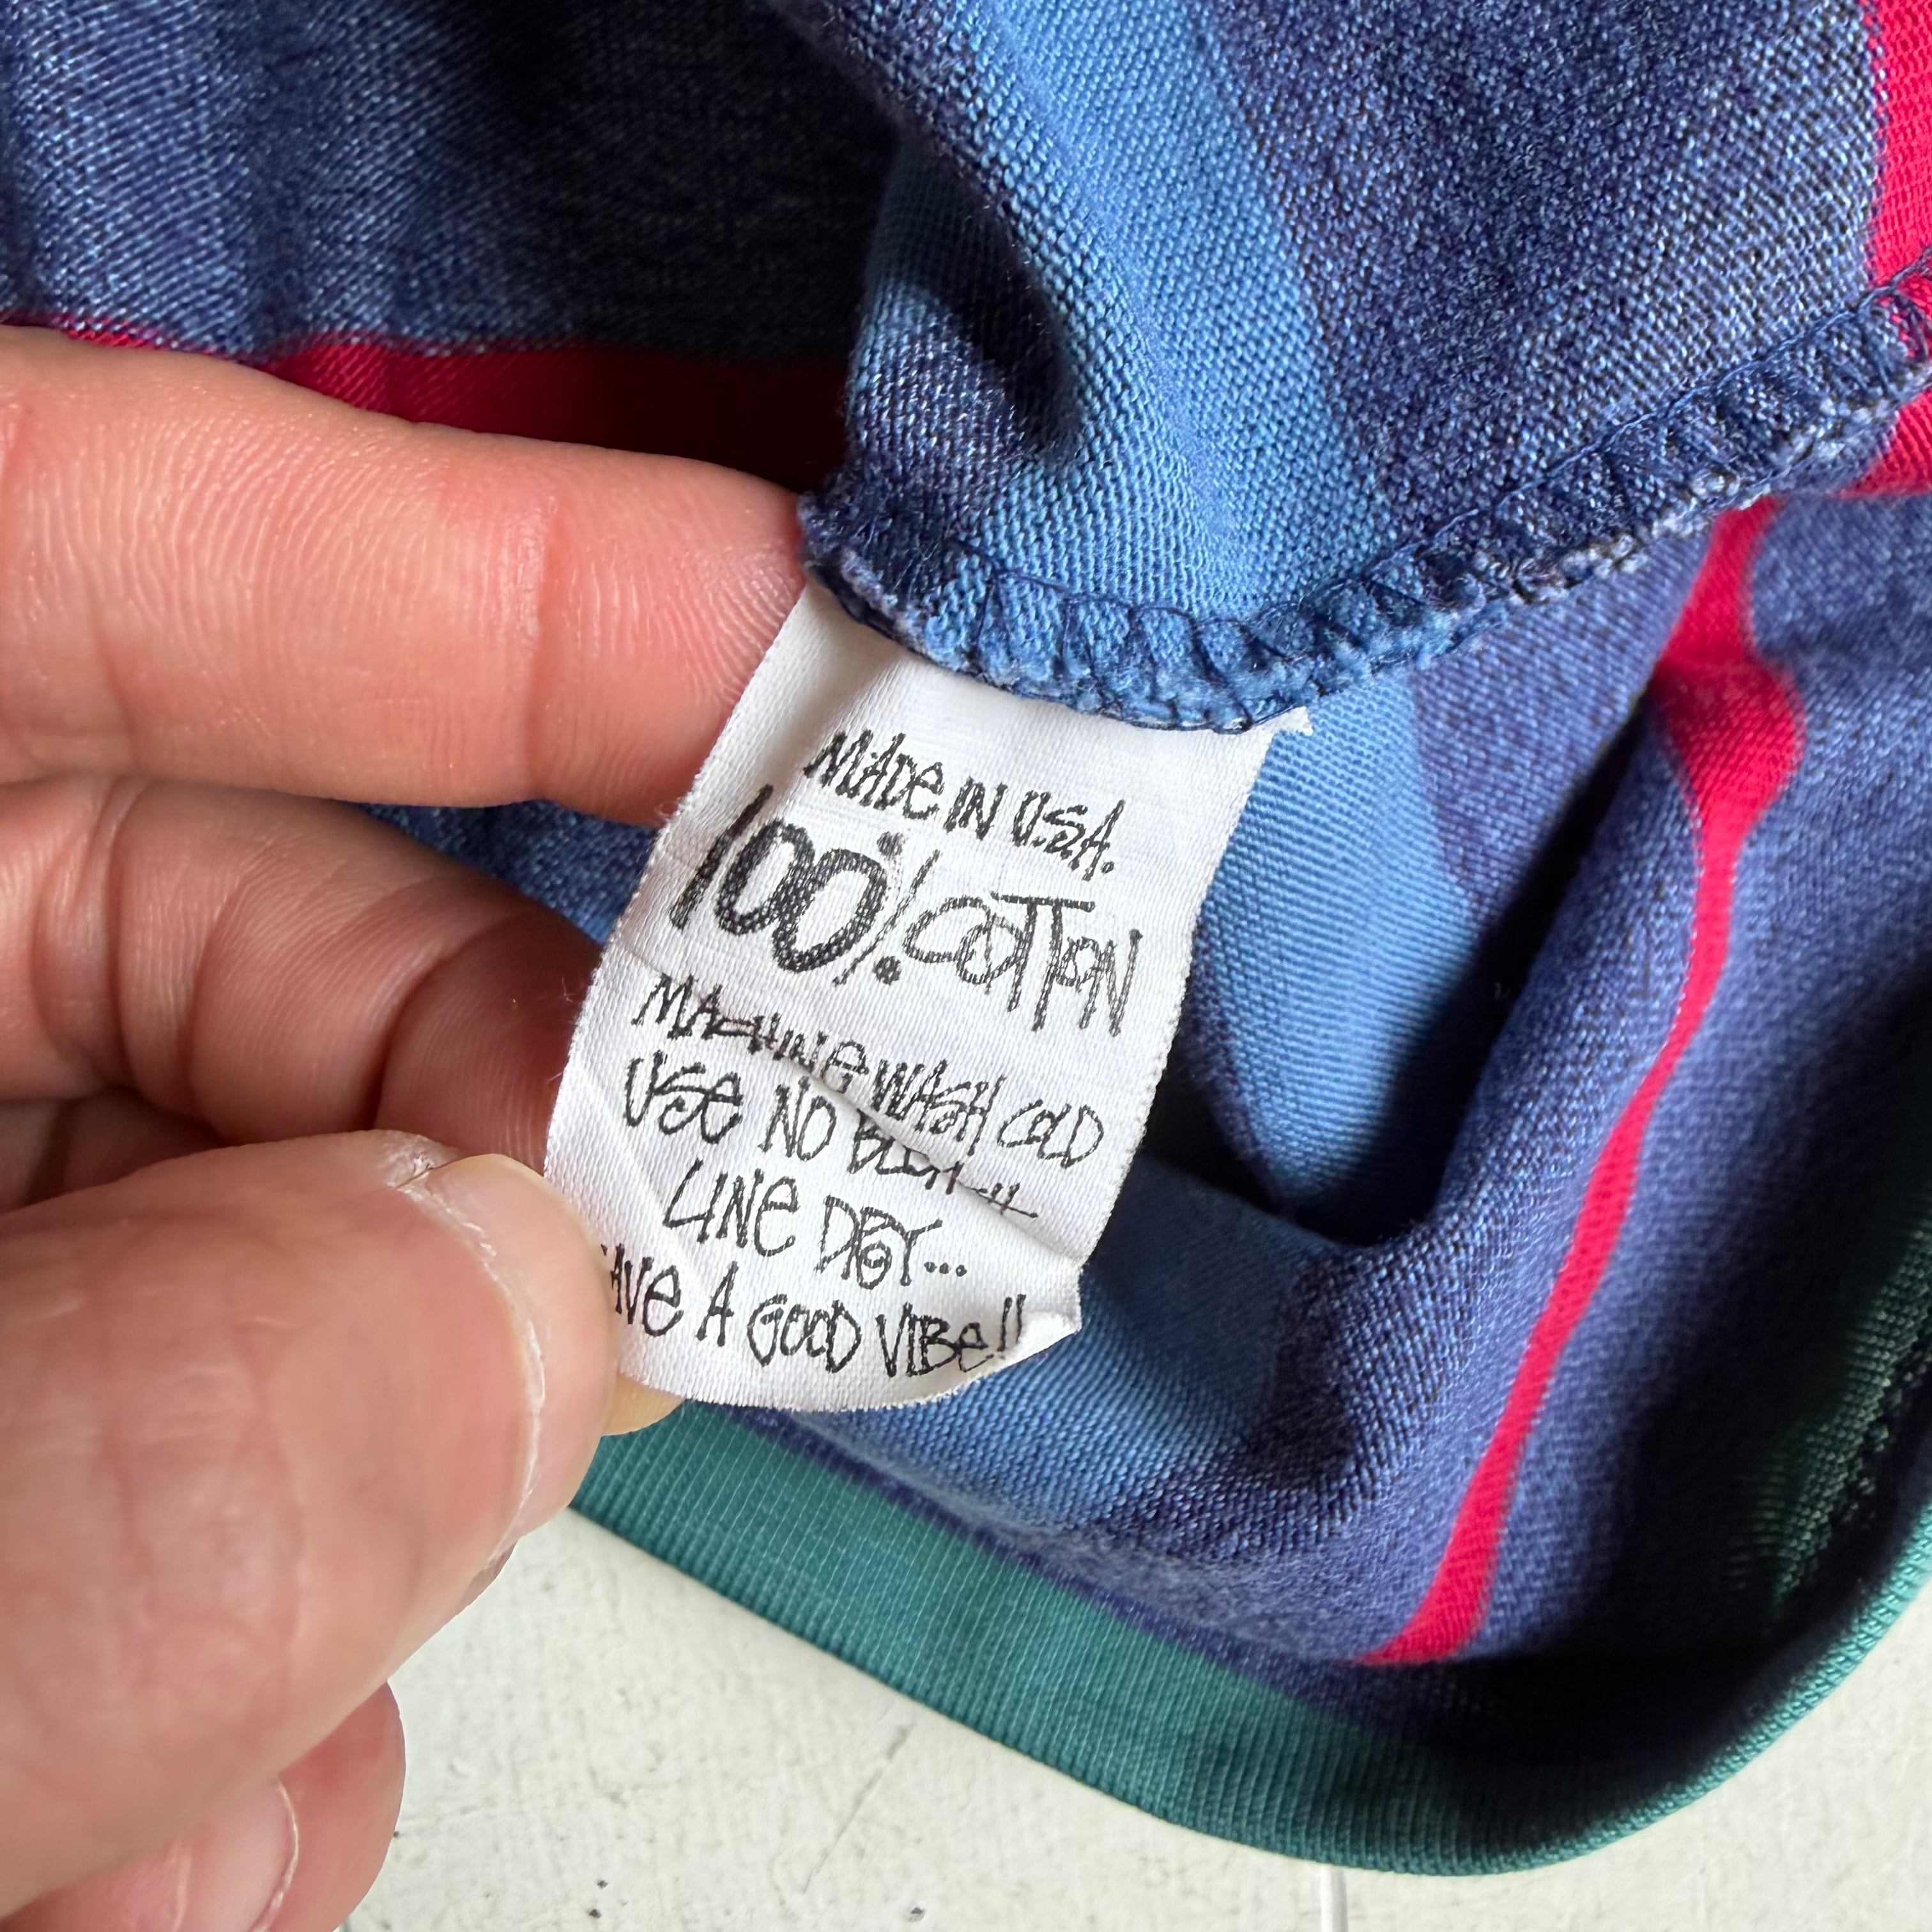 MADE IN U.S.A.
100% COTTON
MACHINE WASH COLD
USE NO BLEACH
LINE DRY...
HAVE A GOOD VIBE!!